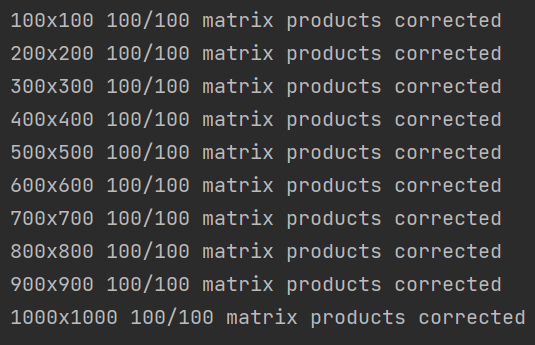 100x100 100/100 matrix products corrected
200x200 100/100 matrix products corrected
300x300 100/100 matrix products corrected
400x400 100/100 matrix products corrected
500x500 100/100 matrix products corrected
600x600 100/100 matrix products corrected
700x700 100/100 matrix products corrected
800x800 100/100 matrix products corrected
900x900 100/100 matrix products corrected
1000x1000 100/100 matrix products corrected